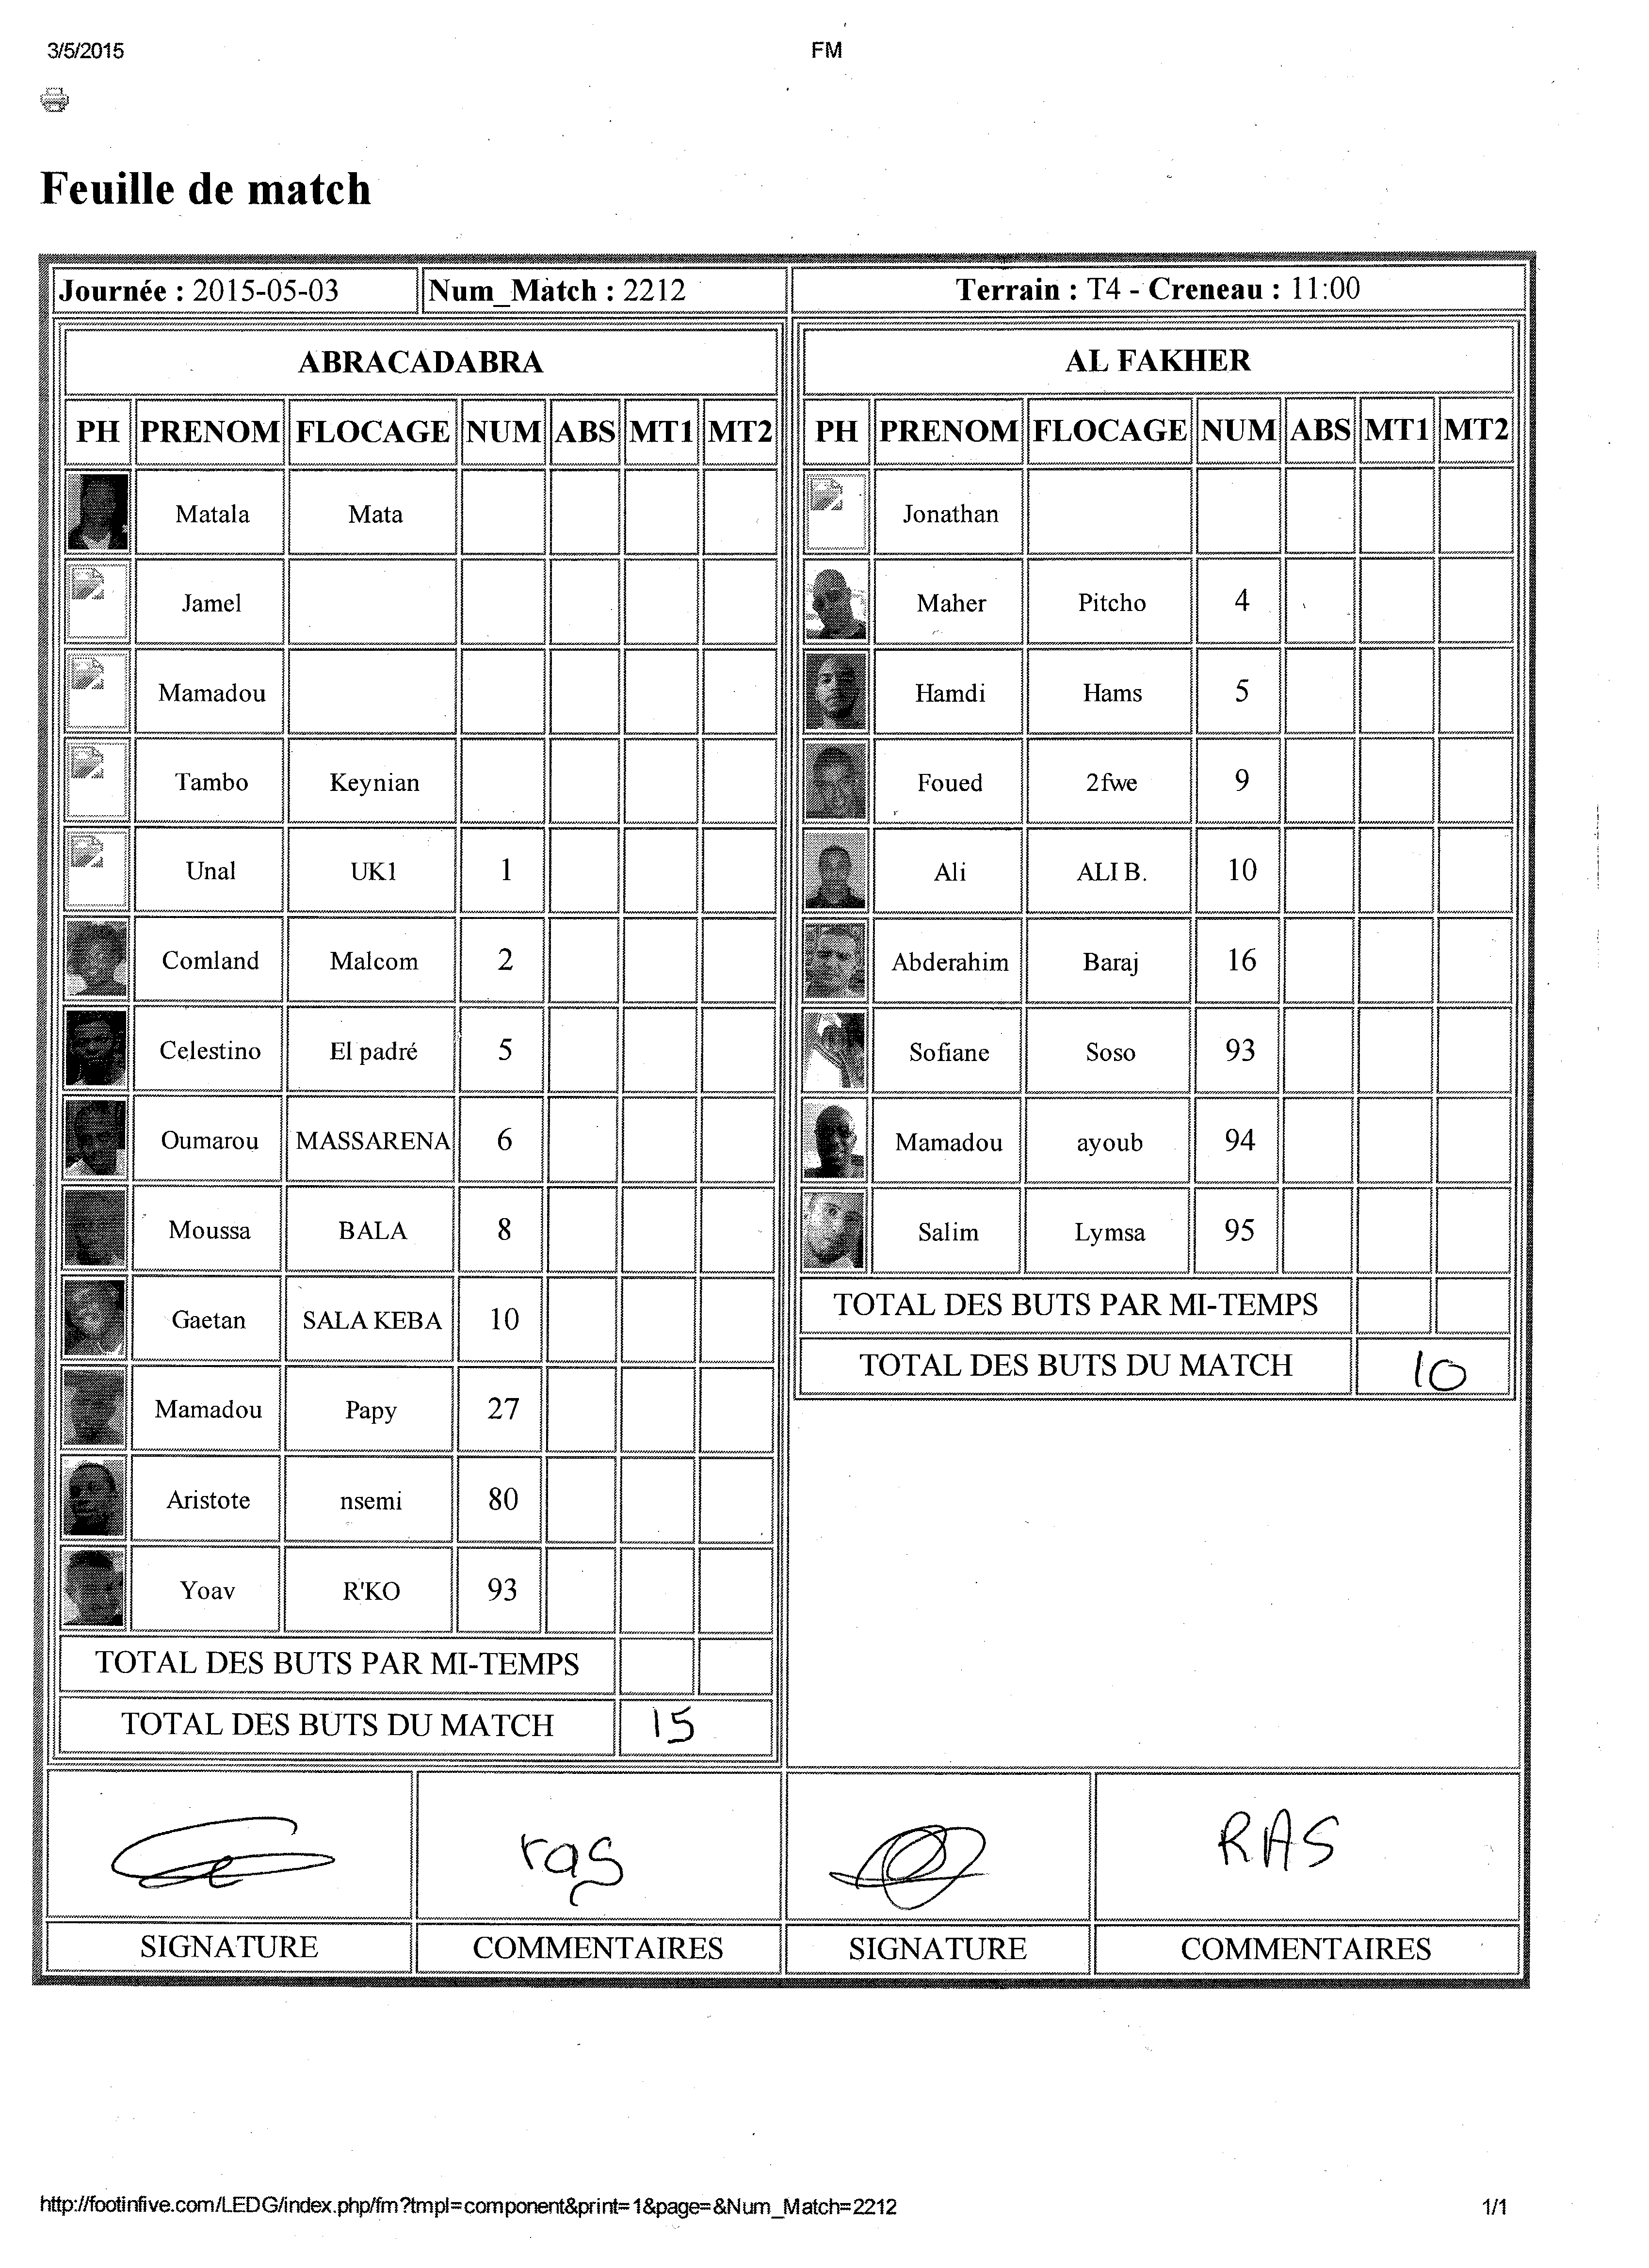 3/5/2015 FM
Feuille de match
Journée : 2015-05-03 Num_Match : 2212 Terrain : T4 - Creneau : 11:00
ABRACADABRA
PH PRENOM FLOCAGE NUM ABS MT1 MT2
Matala Mata
Jamel
Mamadou
Tambo Keynian
Unal UK1 1
Comland Malcom 2
Celestino El padré 5
Oumarou MASSARENA 6
Moussa BALA 8
Gaetan SALA KEBA 10
Mamadou Papy 27
Aristote nsemi 80
Yoav R'KO 93
TOTAL DES BUTS PAR MI-TEMPS
TOTAL DES BUTS DU MATCH 15
AL FAKHER
PH PRENOM FLOCAGE NUM ABS MT1 MT2
Jonathan
Maher Pitcho 4
Hamdi Hams 5
Foued 2fwe 9
Ali ALI B. 10
Abderahim Baraj 16
Sofiane Soso 93
Mamadou ayoub 94
Salim Lymsa 95
TOTAL DES BUTS PAR MI-TEMPS
TOTAL DES BUTS DU MATCH 10
ras RAS
SIGNATURE COMMENTAIRES SIGNATURE COMMENTAIRES
http://footinfive.com/LEDG/index.php/fm?tmpl=component&print=1&page=&Num_Match=2212 1/1